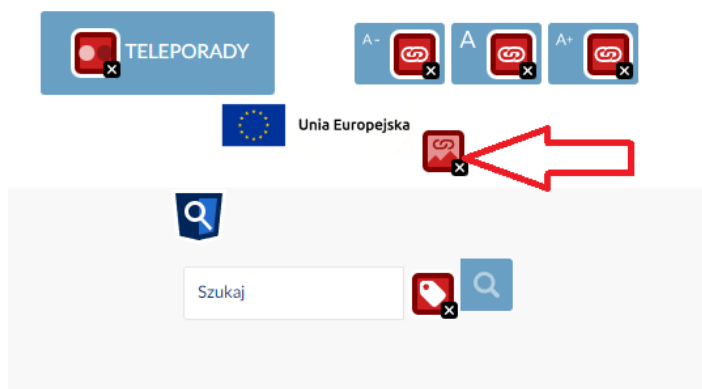 TELEPORADY
A-
A
A+
Unia Europejska
Szukaj